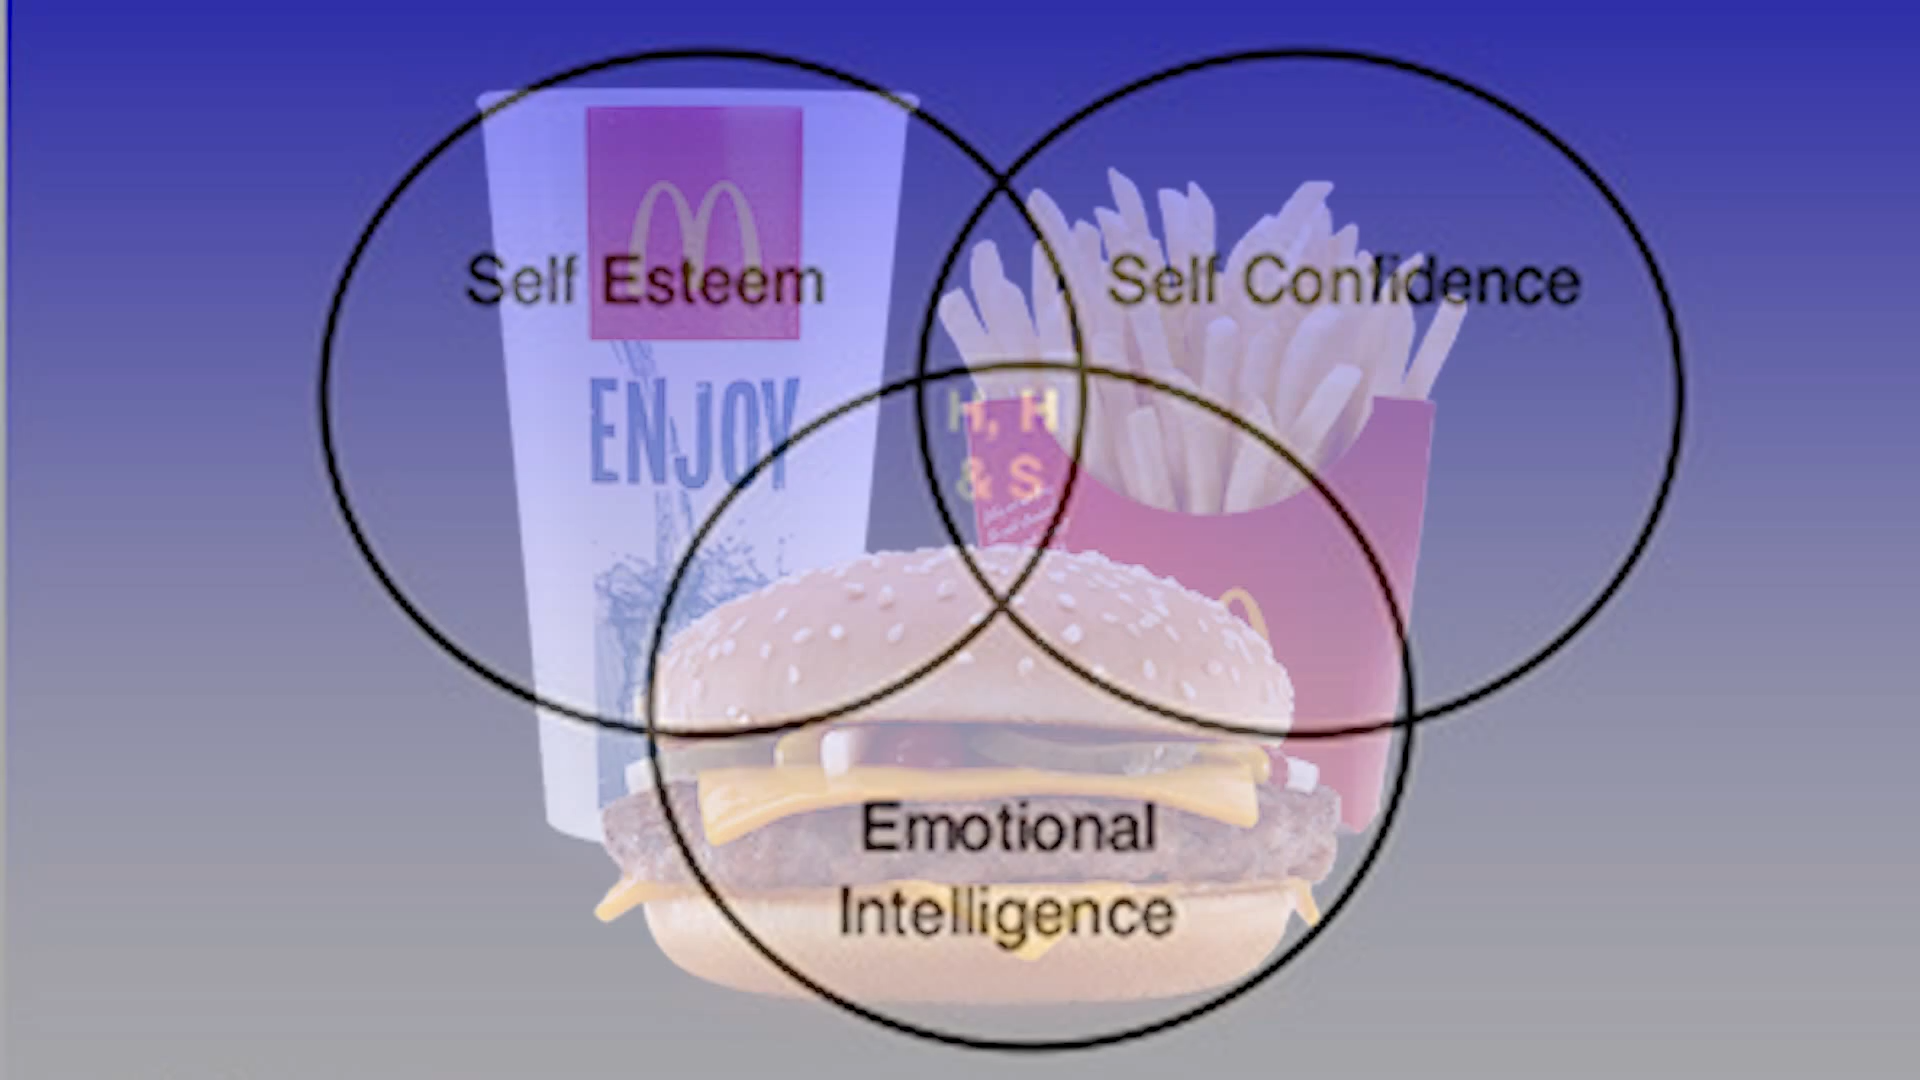 Self Esteem
Self Confidence
ENJOY
H, H
& S
Emotional
Intelligence